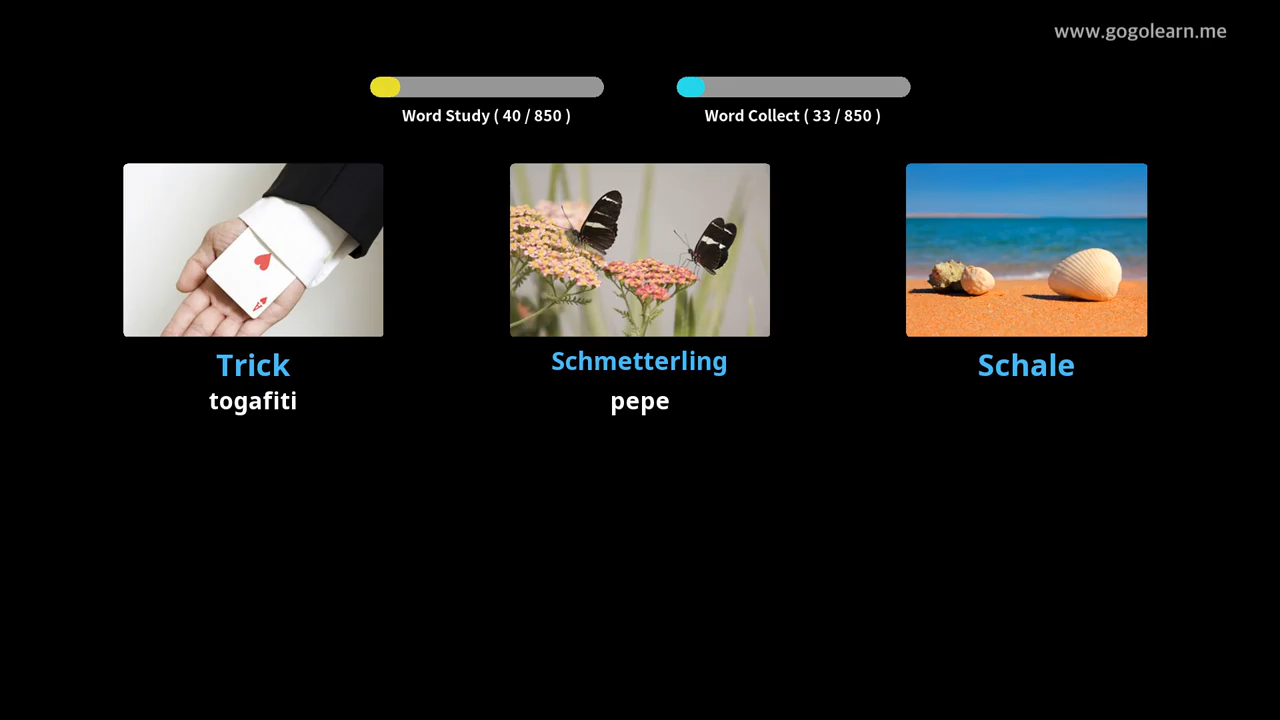 www.gogolearn.me
Word Study ( 40 / 850 )
Word Collect ( 33 / 850 )
Trick
togafiti
Schmetterling
pepe
Schale